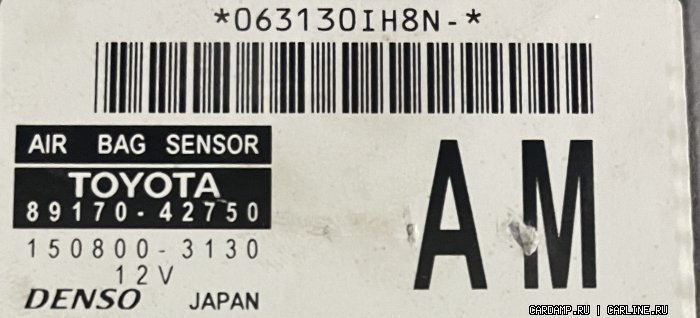 *063130IH8N-*
AIR BAG SENSOR
TOYOTA
89170-42750
150800-3130
12V
DENSO JAPAN
AM
CARDAMP.RU | CARLINE.RU